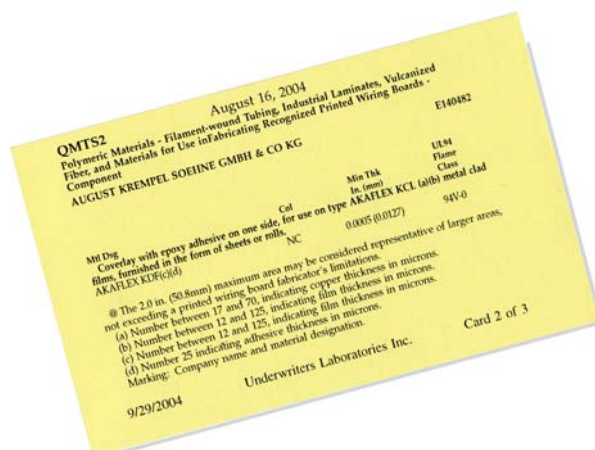 August 16, 2004
QMTS2
Polymeric Materials - Filament-wound Tubing, Industrial Laminates, Vulcanized
Fiber, and Materials for Use inFabricating Recognized Printed Wiring Boards -
Component
E140482
AUGUST KREMPEL SOEHNE GMBH & CO KG
UL94
Min Thk Flame
Mtl Dsg Col In. (mm) Class
Coverlay with epoxy adhesive on one side, for use on type AKAFLEX KCL (a)(b) metal clad
films, furnished in the form of sheets or rolls.
AKAFLEX KDF(c)(d) NC 0.0005 (0.0127) 94V-0
@ The 2.0 in. (50.8mm) maximum area may be considered representative of larger areas,
not exceeding a printed wiring board fabricator's limitations.
(a) Number between 17 and 70, indicating copper thickness in microns.
(b) Number between 12 and 125, indicating film thickness in microns.
(c) Number between 12 and 125, indicating film thickness in microns.
(d) Number 25 indicating adhesive thickness in microns.
Marking: Company name and material designation.
Card 2 of 3
Underwriters Laboratories Inc.
9/29/2004